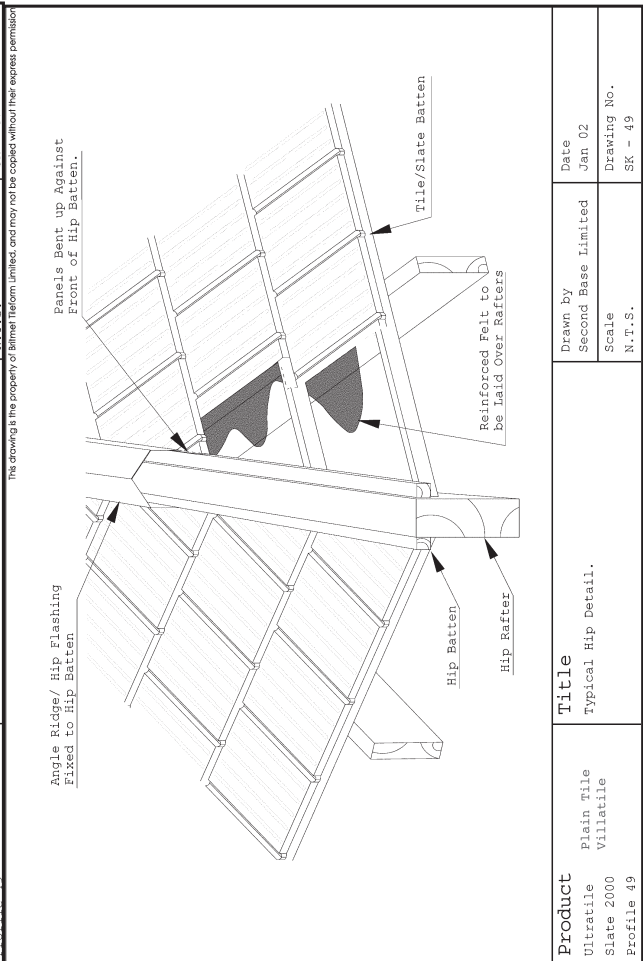 This drawing is the property of Britmet Tileform Limited, and may not be copied without their express permission
Angle Ridge/ Hip Flashing
Fixed to Hip Batten
Panels Bent up Against
Front of Hip Batten.
Tile/Slate Batten
Reinforced Felt to
be Laid Over Rafters
Hip Batten
Hip Rafter
Product
Ultratile
Plain Tile
Slate 2000
Villatile
Profile 49
Title
Typical Hip Detail.
Drawn by
Second Base Limited
Date
Jan 02
Scale
N.T.S.
Drawing No.
SK - 49